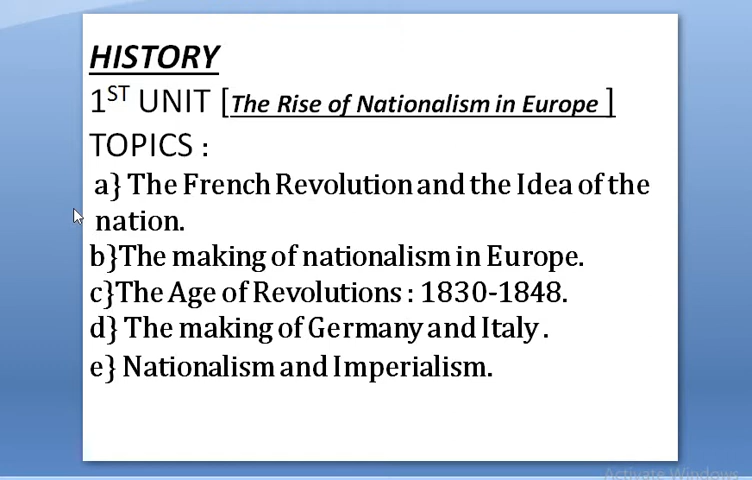 HISTORY
1ST UNIT [The Rise of Nationalism in Europe ]
TOPICS :
a} The French Revolution and the Idea of the
nation.
b}The making of nationalism in Europe.
c}The Age of Revolutions : 1830-1848.
d} The making of Germany and Italy .
e} Nationalism and Imperialism.
Activate Windows